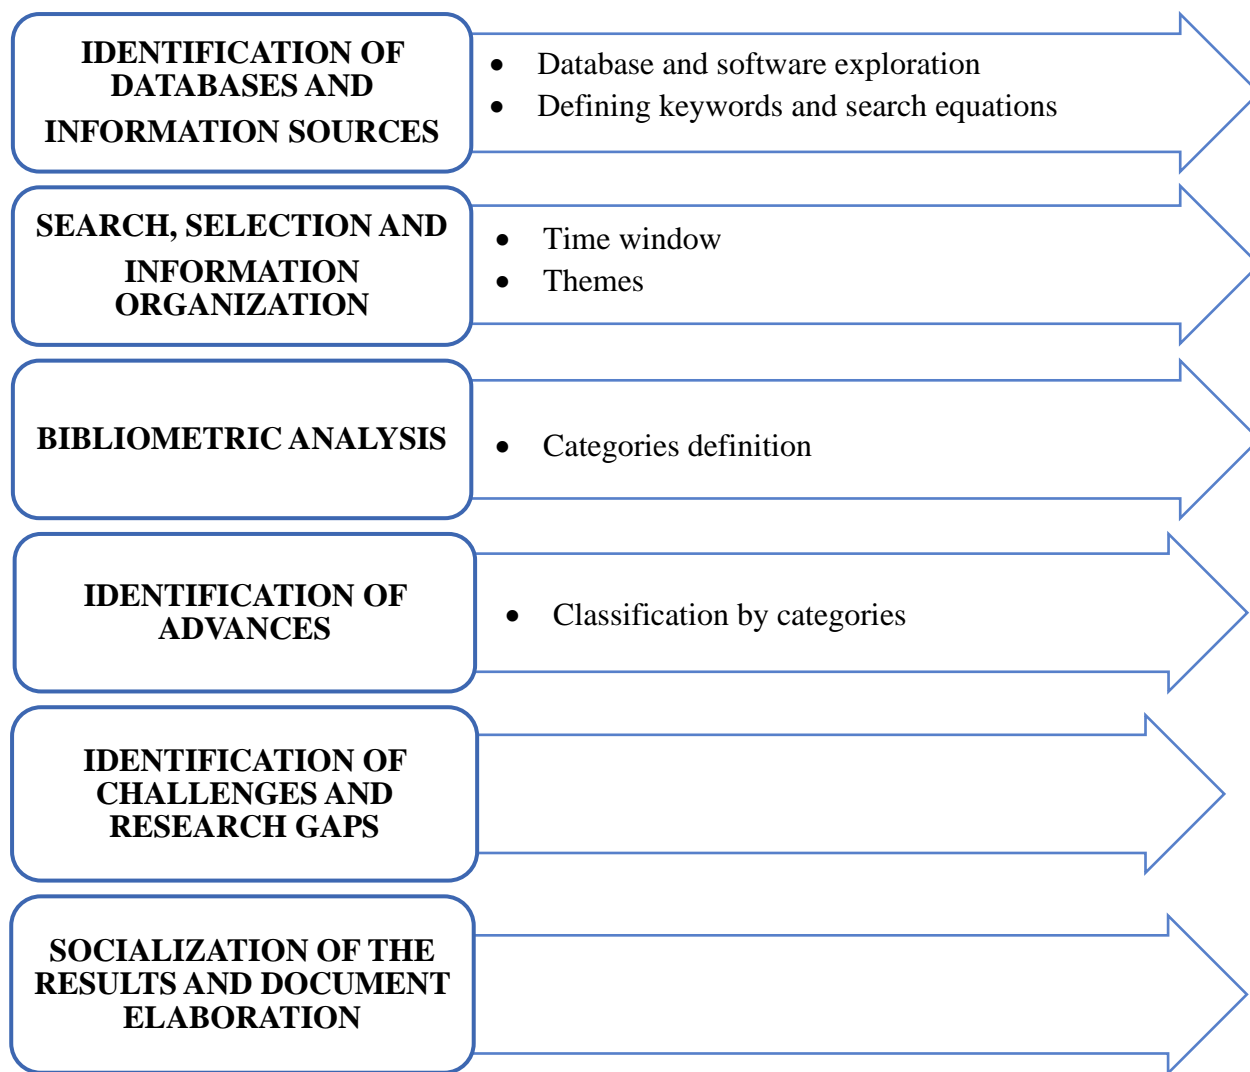 IDENTIFICATION OF
DATABASES AND
INFORMATION SOURCES
• Database and software exploration
• Defining keywords and search equations
SEARCH, SELECTION AND
INFORMATION
ORGANIZATION
• Time window
• Themes
BIBLIOMETRIC ANALYSIS
• Categories definition
IDENTIFICATION OF
ADVANCES
• Classification by categories
IDENTIFICATION OF
CHALLENGES AND
RESEARCH GAPS
SOCIALIZATION OF THE
RESULTS AND DOCUMENT
ELABORATION